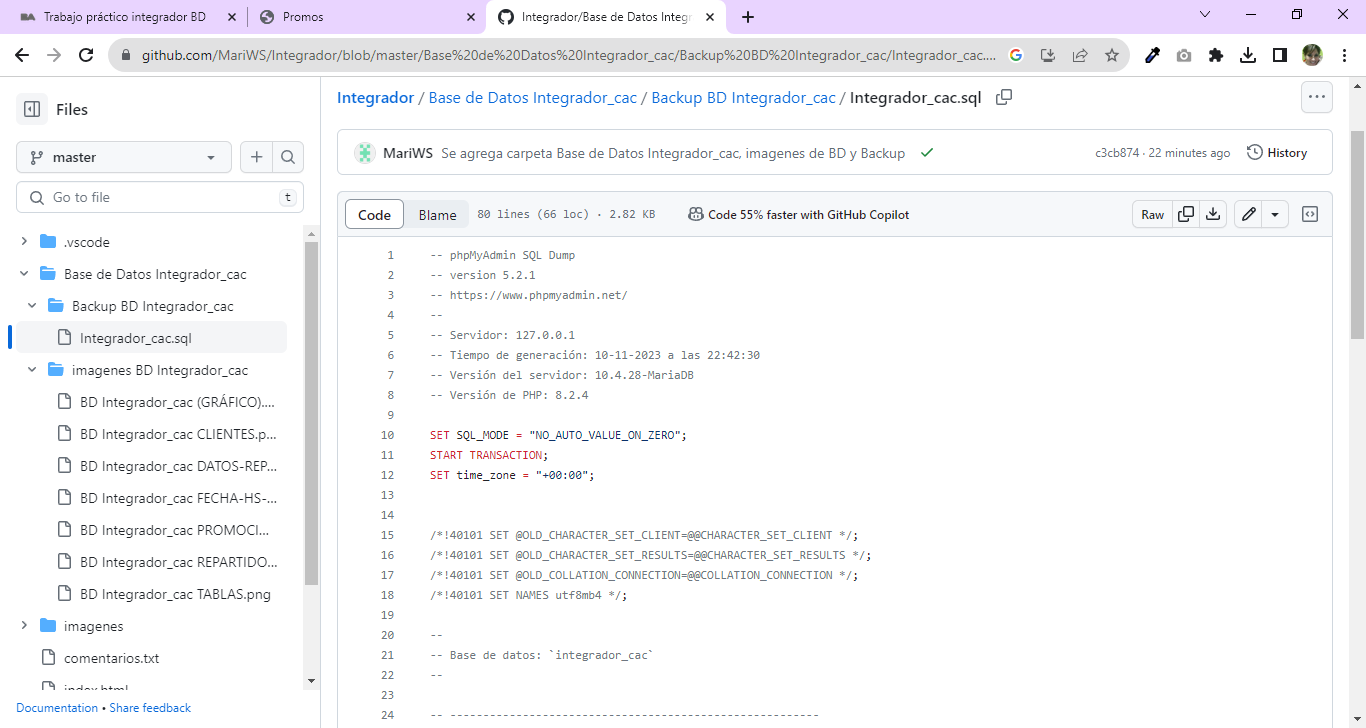 Trabajo práctico integrador BD
Promos
Integrador/Base de Datos Integr
github.com/MariWS/Integrador/blob/master/Base%20de%20Datos%20Integrador_cac/Backup%20BD%20Integrador_cac/Integrador_cac....
Files
master
Go to file
t
.vscode
Base de Datos Integrador_cac
Backup BD Integrador_cac
Integrador_cac.sql
imagenes BD Integrador_cac
BD Integrador_cac (GRÁFICO)....
BD Integrador_cac CLIENTES.p...
BD Integrador_cac DATOS-REP...
BD Integrador_cac FECHA-HS-...
BD Integrador_cac PROMOCI...
BD Integrador_cac REPARTIDO...
BD Integrador_cac TABLAS.png
imagenes
comentarios.txt
index.html
Documentation • Share feedback
Integrador / Base de Datos Integrador_cac / Backup BD Integrador_cac / Integrador_cac.sql
MariWS Se agrega carpeta Base de Datos Integrador_cac, imagenes de BD y Backup
c3cb874 · 22 minutes ago
History
Code
Blame
80 lines (66 loc) · 2.82 KB
Code 55% faster with GitHub Copilot
Raw
1 -- phpMyAdmin SQL Dump
2 -- version 5.2.1
3 -- https://www.phpmyadmin.net/
4 --
5 -- Servidor: 127.0.0.1
6 -- Tiempo de generación: 10-11-2023 a las 22:42:30
7 -- Versión del servidor: 10.4.28-MariaDB
8 -- Versión de PHP: 8.2.4
9
10 SET SQL_MODE = "NO_AUTO_VALUE_ON_ZERO";
11 START TRANSACTION;
12 SET time_zone = "+00:00";
13
14
15 /*!40101 SET @OLD_CHARACTER_SET_CLIENT=@@CHARACTER_SET_CLIENT */;
16 /*!40101 SET @OLD_CHARACTER_SET_RESULTS=@@CHARACTER_SET_RESULTS */;
17 /*!40101 SET @OLD_COLLATION_CONNECTION=@@COLLATION_CONNECTION */;
18 /*!40101 SET NAMES utf8mb4 */;
19
20 --
21 -- Base de datos: `integrador_cac`
22 --
23
24 -- --------------------------------------------------------